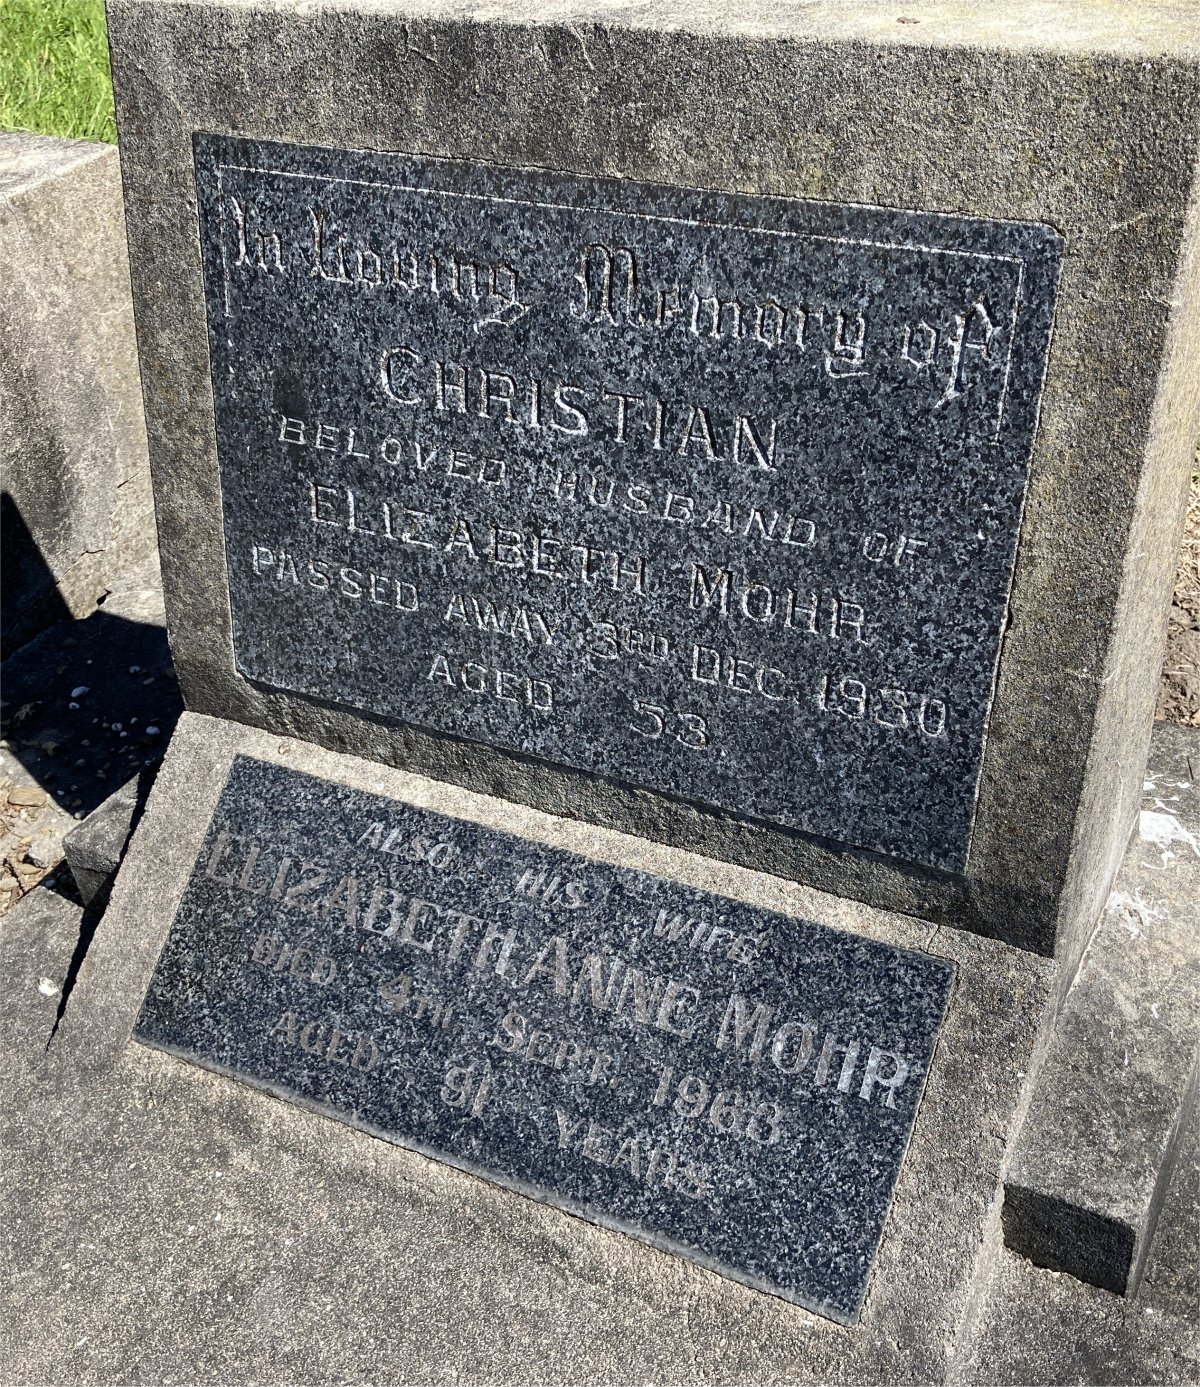 In Loving Memory of
CHRISTIAN
BELOVED HUSBAND OF
ELIZABETH MOHR
PASSED AWAY 3RD DEC. 1930
AGED 53
ALSO HIS WIFE
ELIZABETH ANNE MOHR
DIED 4TH SEPT. 1968
AGED 91 YEARS